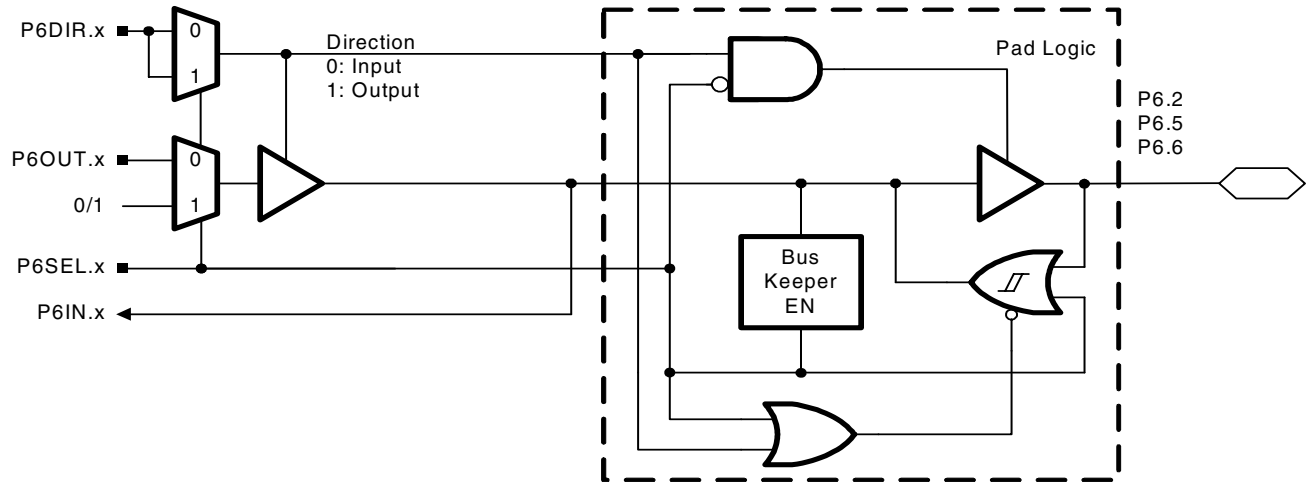 P6DIR.x
0
1
Direction
0: Input
1: Output
Pad Logic
P6.2
P6.5
P6.6
P6OUT.x
0
0/1
1
P6SEL.x
P6IN.x
Bus
Keeper
EN